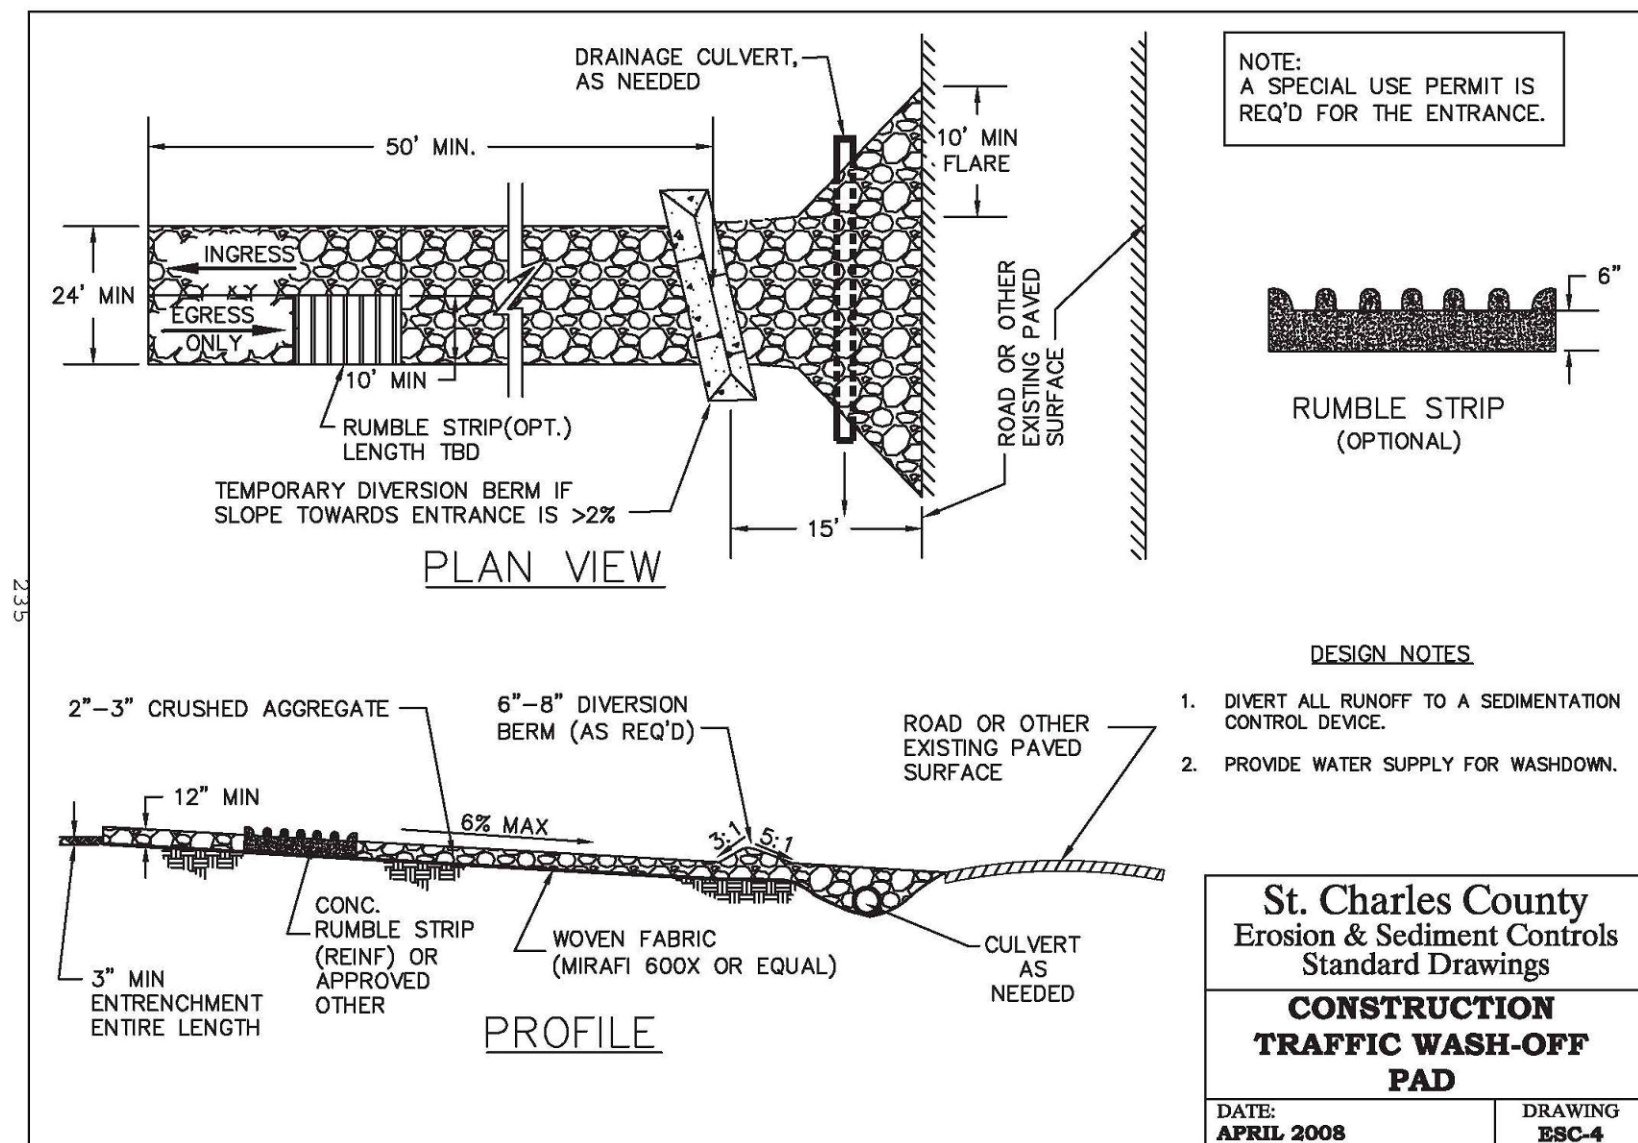 DRAINAGE CULVERT,
AS NEEDED
50' MIN.
10' MIN
FLARE
INGRESS
24' MIN
EGRESS
ONLY
10' MIN
RUMBLE STRIP(OPT.)
LENGTH TBD
TEMPORARY DIVERSION BERM IF
SLOPE TOWARDS ENTRANCE IS >2%
15'
ROAD OR OTHER
EXISTING PAVED
SURFACE
PLAN VIEW
NOTE:
A SPECIAL USE PERMIT IS
REQ'D FOR THE ENTRANCE.
6"
RUMBLE STRIP
(OPTIONAL)
235
DESIGN NOTES
1. DIVERT ALL RUNOFF TO A SEDIMENTATION
CONTROL DEVICE.
2. PROVIDE WATER SUPPLY FOR WASHDOWN.
2"-3" CRUSHED AGGREGATE
6"-8" DIVERSION
BERM (AS REQ'D)
ROAD OR OTHER
EXISTING PAVED
SURFACE
12" MIN
6% MAX
3:1
5:1
3" MIN
ENTRENCHMENT
ENTIRE LENGTH
CONC.
RUMBLE STRIP
(REINF) OR
APPROVED
OTHER
WOVEN FABRIC
(MIRAFI 600X OR EQUAL)
CULVERT
AS
NEEDED
PROFILE
St. Charles County
Erosion & Sediment Controls
Standard Drawings
CONSTRUCTION
TRAFFIC WASH-OFF
PAD
DATE:
APRIL 2008
DRAWING
ESC-4